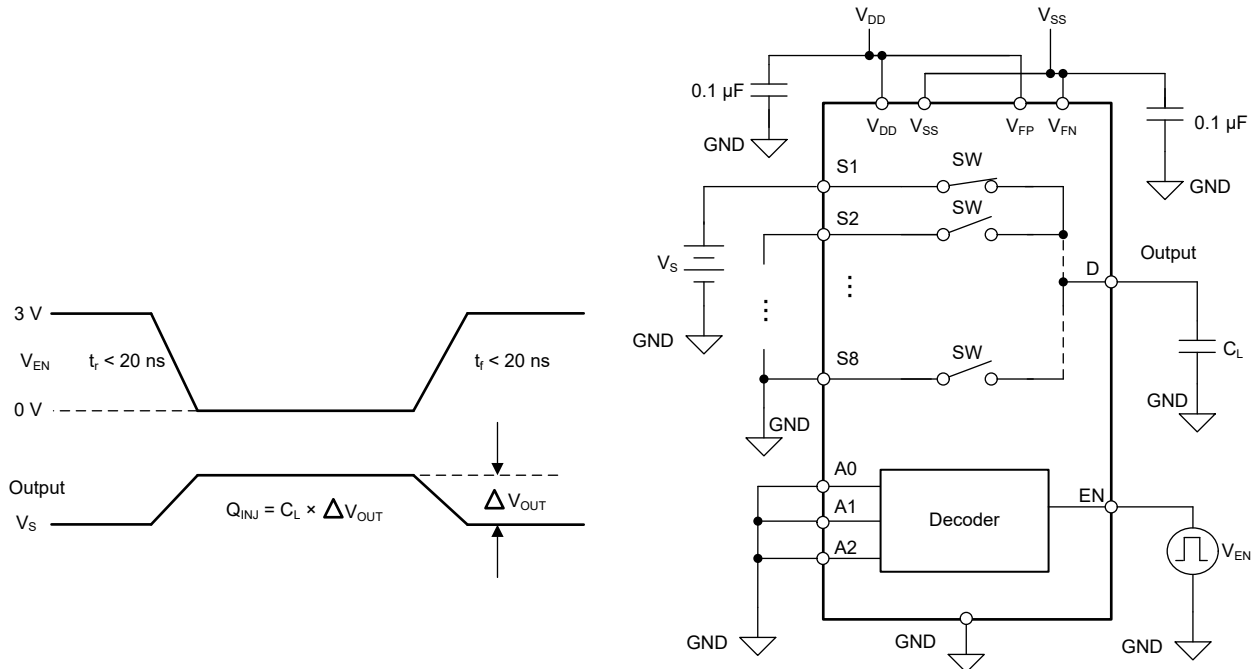 3 V
V_EN
t_r < 20 ns
t_f < 20 ns
0 V
Output
V_S
Q_INJ = C_L × Δ V_OUT
Δ V_OUT
V_DD
V_SS
0.1 µF
GND
V_DD
V_SS
V_FP
V_FN
0.1 µF
GND
S1
SW
S2
SW
V_S
GND
⋮
⋮
D
Output
S8
SW
C_L
GND
GND
A0
A1
A2
Decoder
EN
V_EN
GND
GND
GND